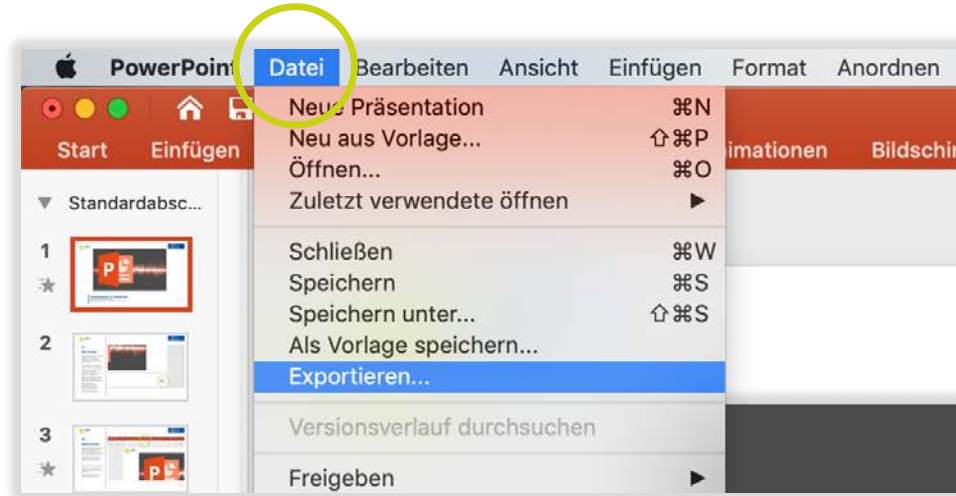 PowerPoint Datei Bearbeiten Ansicht Einfügen Format Anordnen
Start Einfügen
Bildschi
Neue Präsentation ⌘N
Neu aus Vorlage... ⇧⌘P
Öffnen... ⌘O
Zuletzt verwendete öffnen ▶
Schließen ⌘W
Speichern ⌘S
Speichern unter... ⇧⌘S
Als Vorlage speichern...
Exportieren...
Versionsverlauf durchsuchen
Freigeben ▶
Standardabsc...
1
2
3